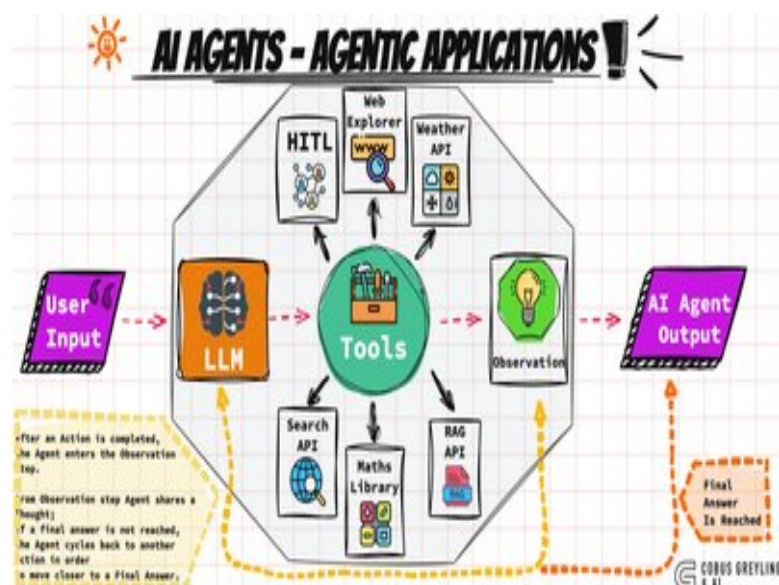 AI AGENTS - AGENTIC APPLICATIONS!
Web
Explorer
WWW
HITL
Weather
API
User
Input
LLM
Tools
Observation
AI Agent
Output
Search
API
Maths
Library
RAG
API
RAG
fter an Action is completed,
he Agent enters the Observation
tep.
rom Observation step Agent shares a
hought;
f a final answer is not reached,
he Agent cycles back to another
ction in order
o move closer to a Final Answer.
Final
Answer
Is Reached
COBUS GREYLING
& AI